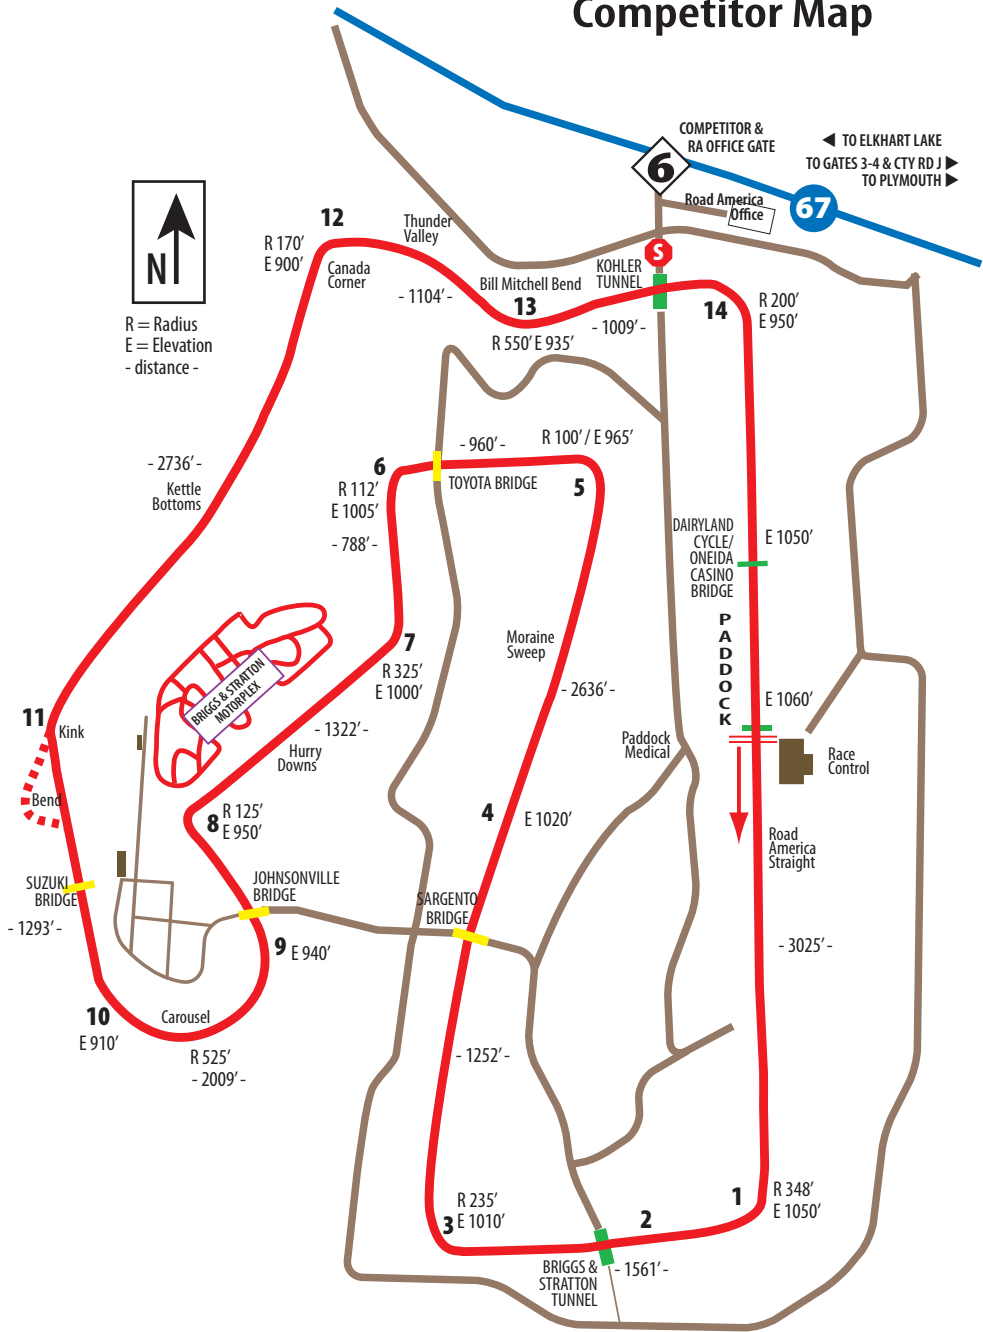 Competitor Map
COMPETITOR &
RA OFFICE GATE
6
◀ TO ELKHART LAKE
TO GATES 3-4 & CTY RD J ▶
TO PLYMOUTH ▶
67
Road America
Office
S
KOHLER
TUNNEL
N
R = Radius
E = Elevation
- distance -
12
R 170′
E 900′
Canada
Corner
Thunder
Valley
- 1104′ -
Bill Mitchell Bend
13
R 550′ E 935′
- 1009′ -
14
R 200′
E 950′
- 960′ -
R 100′ / E 965′
6
R 112′
E 1005′
TOYOTA BRIDGE
5
- 788′ -
- 2736′ -
Kettle
Bottoms
DAIRYLAND
CYCLE/
ONEIDA
CASINO
BRIDGE
E 1050′
PADDOCK
7
R 325′
E 1000′
Moraine
Sweep
- 2636′ -
E 1060′
BRIGGS & STRATTON
MOTORPLEX
11
Kink
- 1322′ -
Hurry
Downs
Paddock
Medical
Race
Control
Bend
8
R 125′
E 950′
4
E 1020′
Road
America
Straight
SUZUKI
BRIDGE
- 1293′ -
JOHNSONVILLE
BRIDGE
SARGENTO
BRIDGE
9
E 940′
- 3025′ -
10
E 910′
Carousel
R 525′
- 2009′ -
- 1252′ -
3
R 235′
E 1010′
2
1
R 348′
E 1050′
BRIGGS &
STRATTON
TUNNEL
- 1561′ -